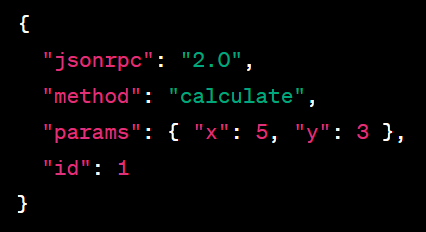 {
  "jsonrpc": "2.0",
  "method": "calculate",
  "params": { "x": 5, "y": 3 },
  "id": 1
}